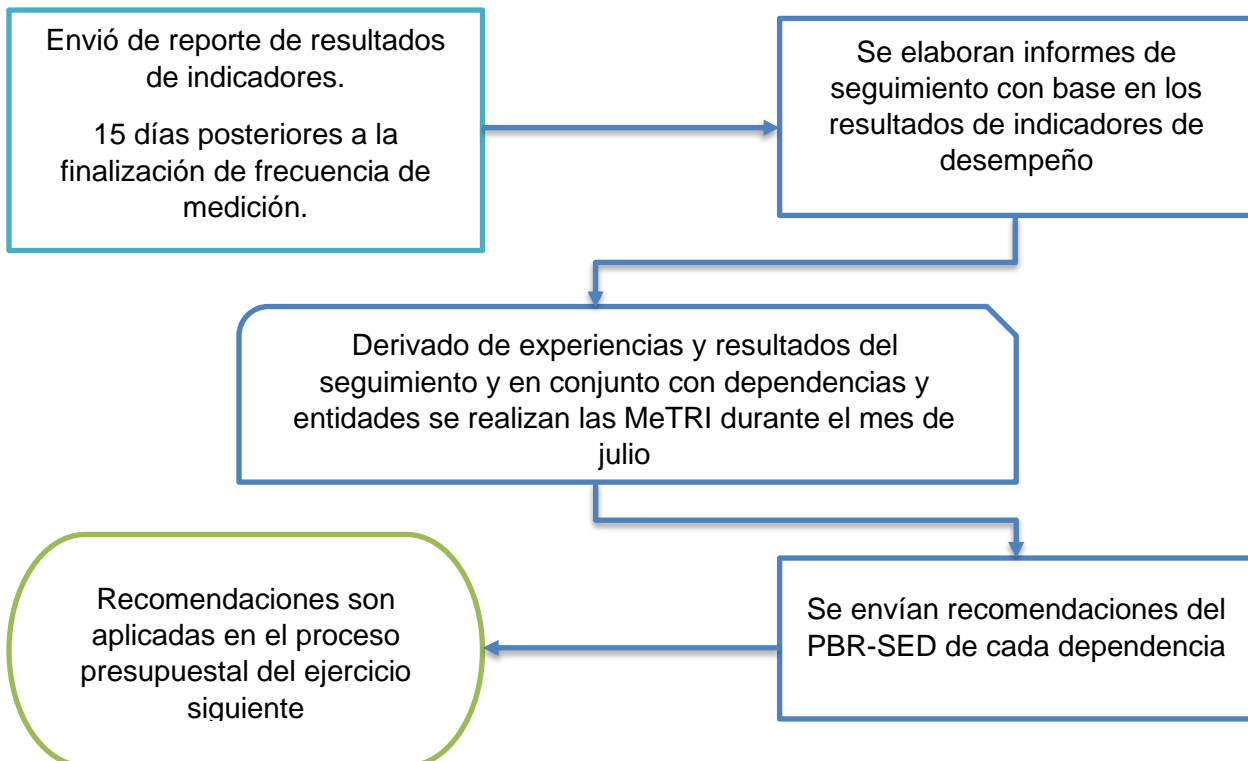 Envió de reporte de resultados
de indicadores.
15 días posteriores a la
finalización de frecuencia de
medición.
Se elaboran informes de
seguimiento con base en los
resultados de indicadores de
desempeño
Derivado de experiencias y resultados del
seguimiento y en conjunto con dependencias y
entidades se realizan las MeTRI durante el mes de
julio
Se envían recomendaciones del
PBR-SED de cada dependencia
Recomendaciones son
aplicadas en el proceso
presupuestal del ejercicio
siguiente